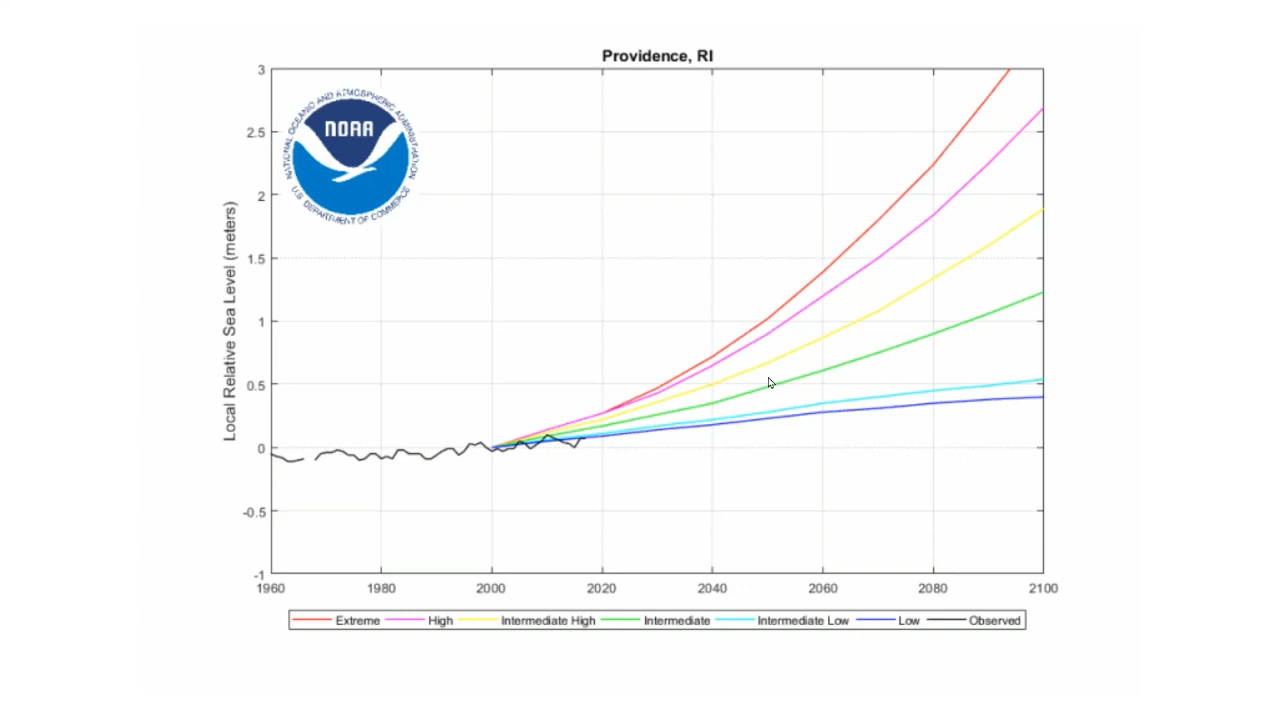 Providence, RI
NATIONAL OCEANIC AND ATMOSPHERIC ADMINISTRATION
NOAA
U.S. DEPARTMENT OF COMMERCE
Local Relative Sea Level (meters)
3
2.5
2
1.5
1
0.5
0
-0.5
-1
1960 1980 2000 2020 2040 2060 2080 2100
Extreme High Intermediate High Intermediate Intermediate Low Low Observed